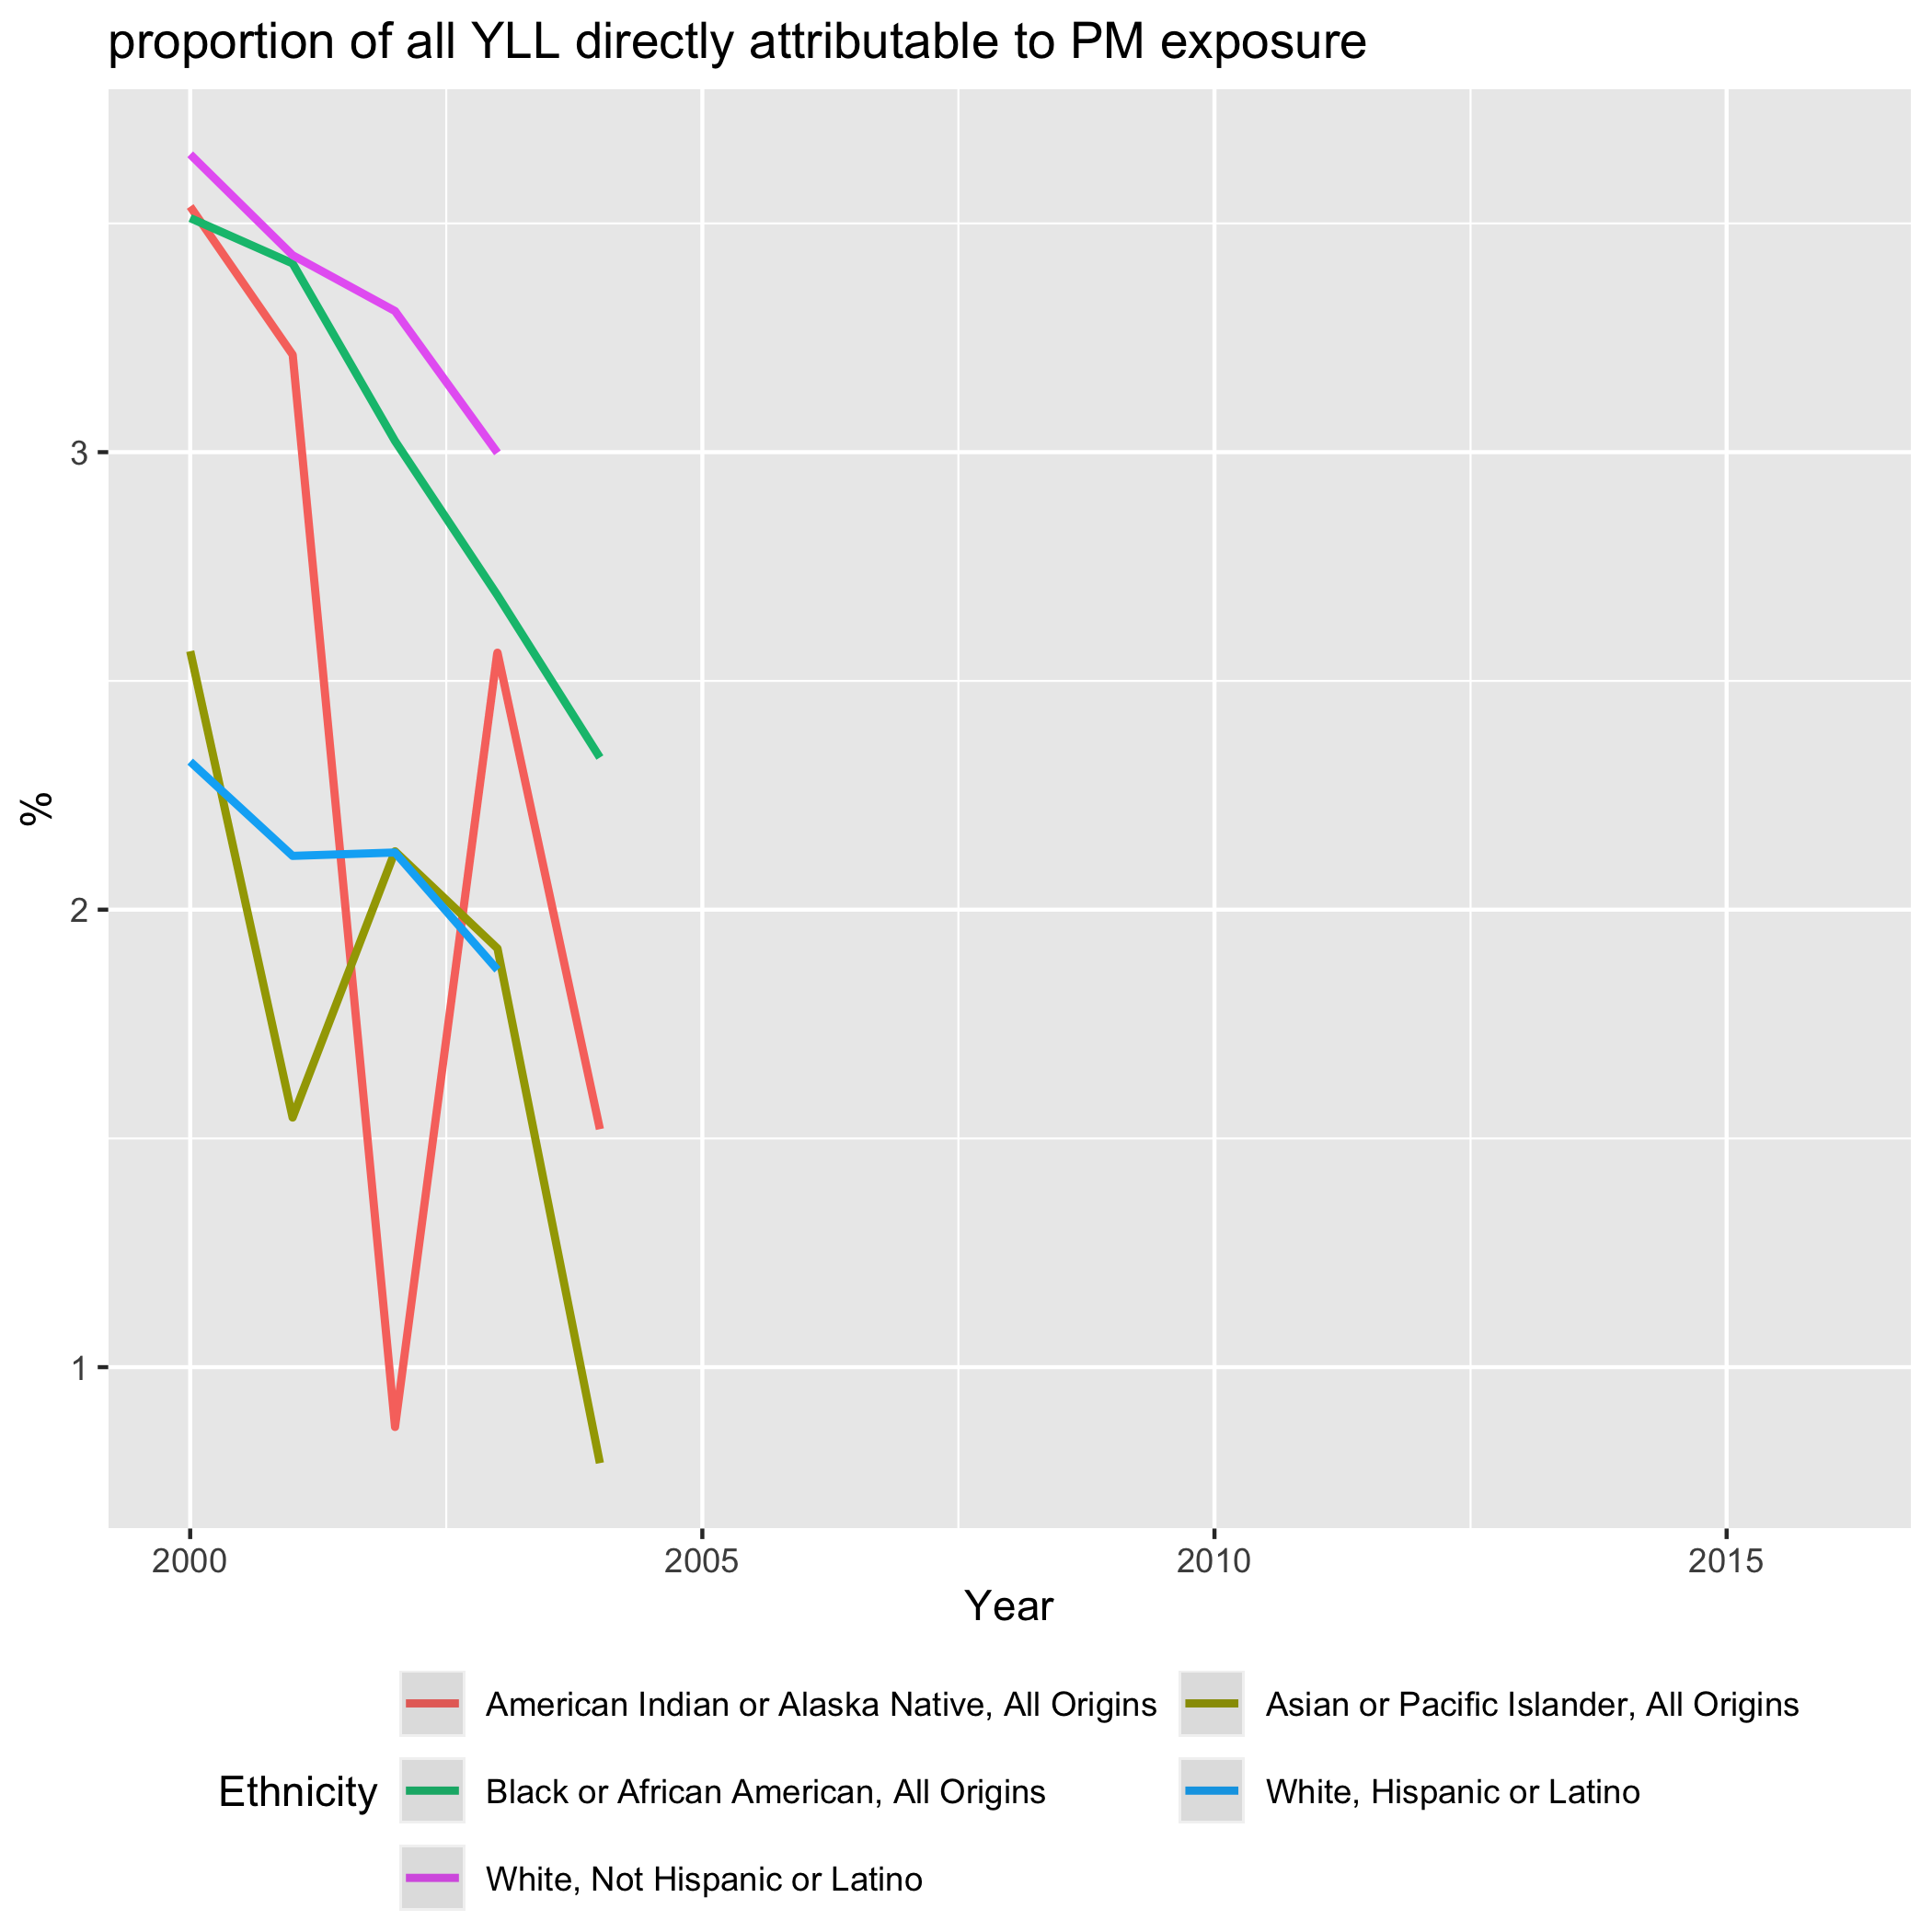 proportion of all YLL directly attributable to PM exposure
3
2
1
%
2000 2005 2010 2015
Year
Ethnicity
American Indian or Alaska Native, All Origins
Asian or Pacific Islander, All Origins
Black or African American, All Origins
White, Hispanic or Latino
White, Not Hispanic or Latino